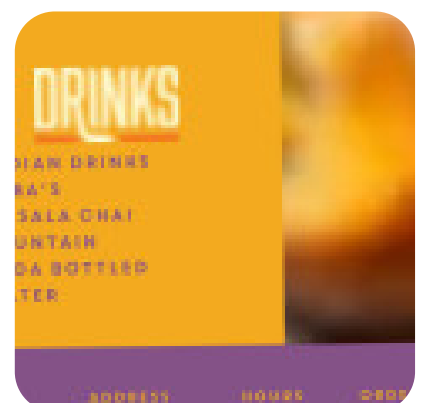 DRINKS
DIAN DRINKS
RA'S
SALA CHAI
UNTAIN
DA BOTTLED
TER
ADDRESS HOURS